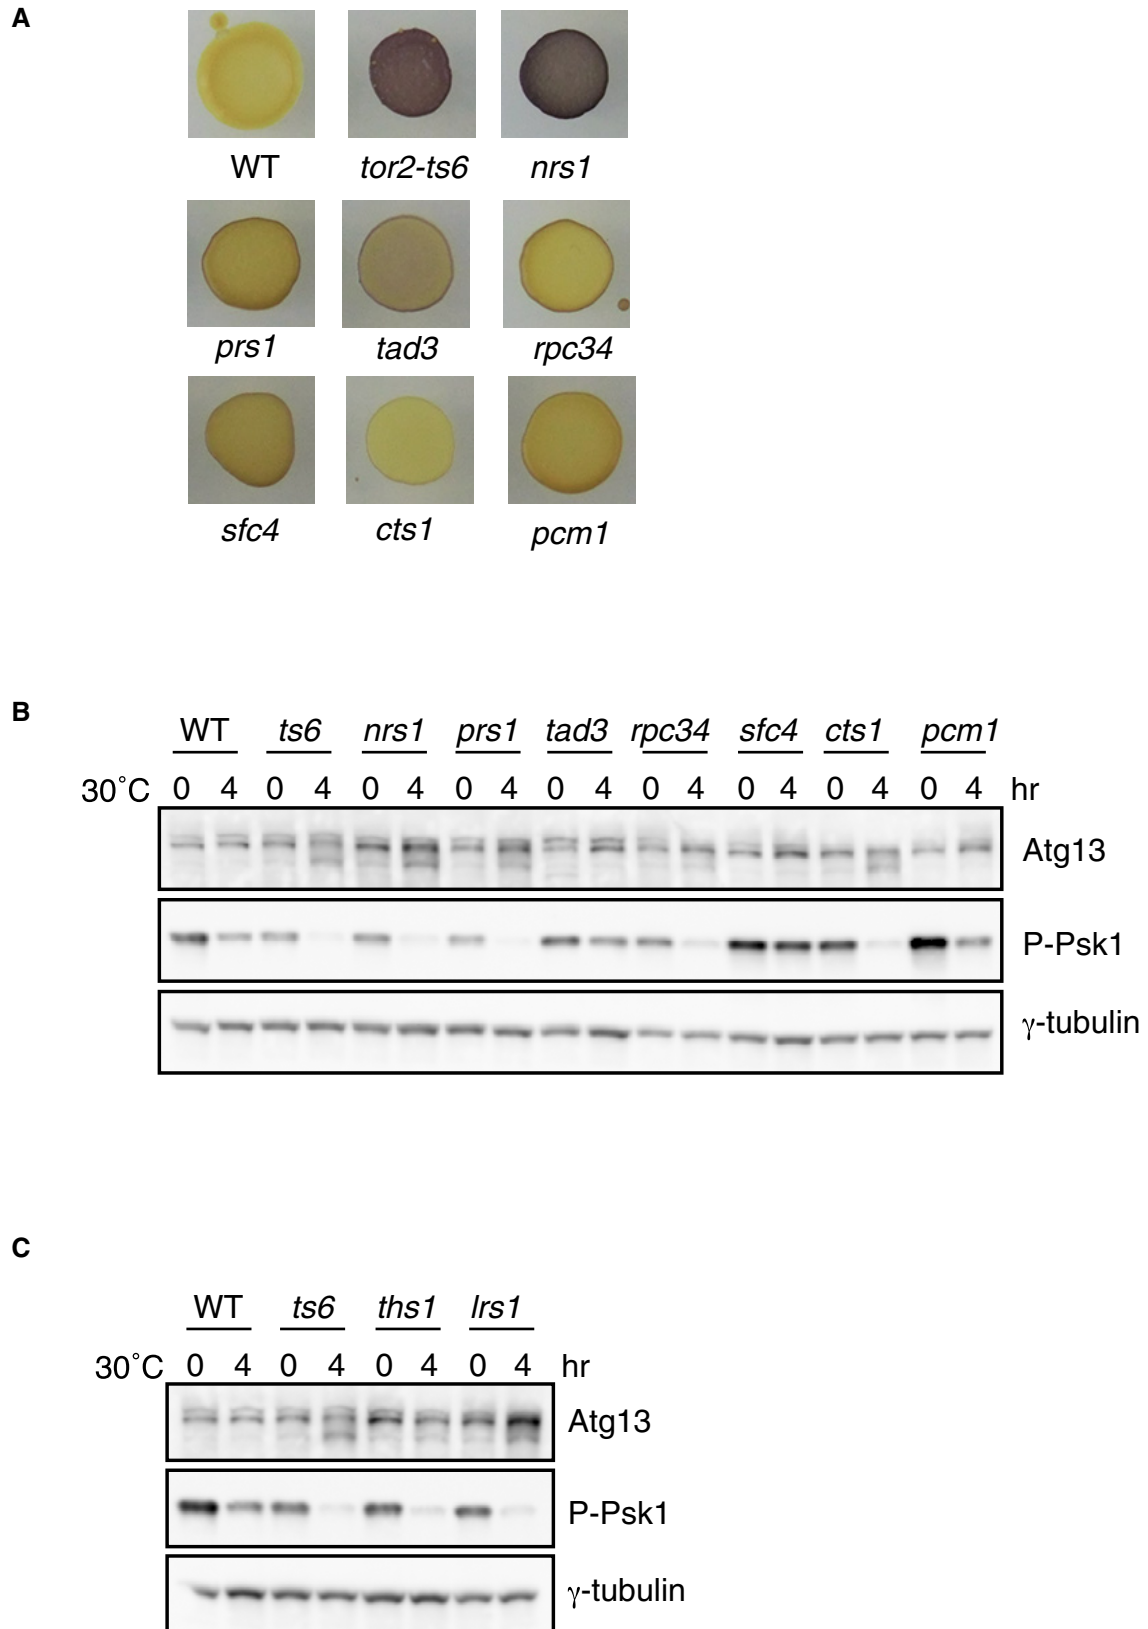 A
WT tor2-ts6 nrs1
prs1 tad3 rpc34
sfc4 cts1 pcm1
B
WT ts6 nrs1 prs1 tad3 rpc34 sfc4 cts1 pcm1
30˚C 0 4 0 4 0 4 0 4 0 4 0 4 0 4 0 4 0 4 hr
Atg13
P-Psk1
γ-tubulin
C
WT ts6 ths1 lrs1
30˚C 0 4 0 4 0 4 0 4 hr
Atg13
P-Psk1
γ-tubulin